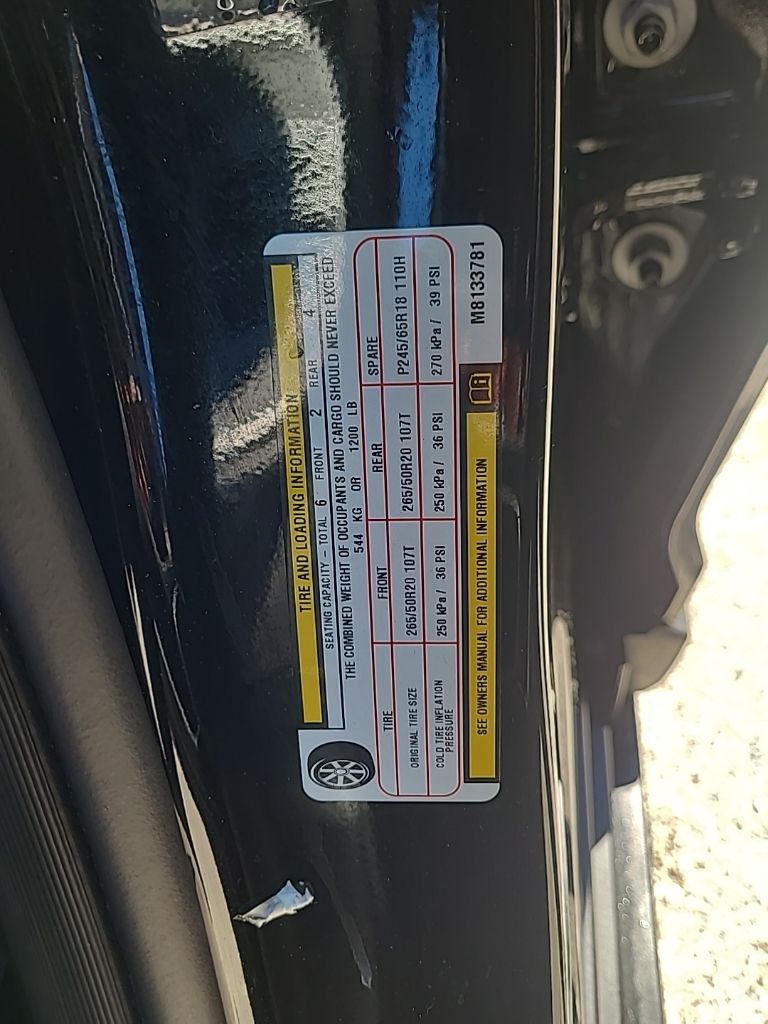 TIRE AND LOADING INFORMATION
SEATING CAPACITY - TOTAL 6 FRONT 2 REAR 4
THE COMBINED WEIGHT OF OCCUPANTS AND CARGO SHOULD NEVER EXCEED
544 KG OR 1200 LB
TIRE FRONT REAR SPARE
ORIGINAL TIRE SIZE 265/50R20 107T 265/50R20 107T P245/65R18 110H
COLD TIRE INFLATION PRESSURE 250 kPa / 36 PSI 250 kPa / 36 PSI 270 kPa / 39 PSI
SEE OWNERS MANUAL FOR ADDITIONAL INFORMATION
M8133781